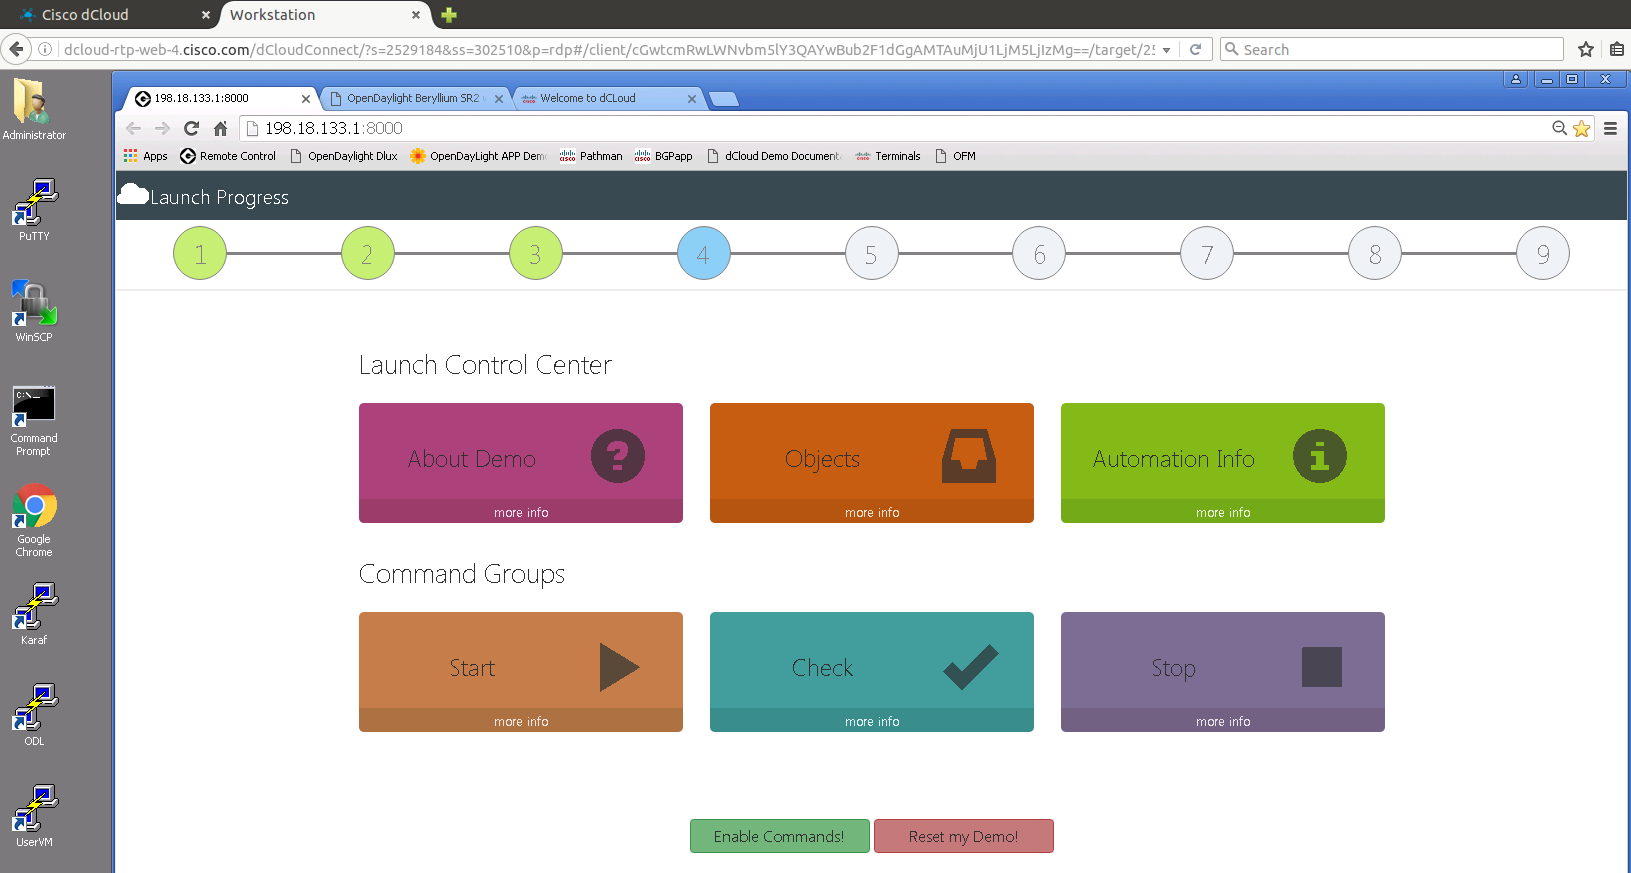 Cisco dCloud
Workstation
dcloud-rtp-web-4.cisco.com/dCloudConnect/?s=2529184&ss=302510&p=rdp#/client/cGwtcmRwLWNvbm5lY3QAYwBub2F1dGgAMTAuMjU1LjM5LjIzMg==/target/25
Search
198.18.133.1:8000
OpenDaylight Beryllium SR2
Welcome to dCLoud
198.18.133.1:8000
Apps
Remote Control
OpenDaylight Dlux
OpenDayLight APP Demo
Pathman
BGPapp
dCloud Demo Documenta
Terminals
OFM
Administrator
PuTTY
WinSCP
Command
Prompt
Google
Chrome
Karaf
ODL
UserVM
Launch Progress
1 2 3 4 5 6 7 8 9
Launch Control Center
About Demo
more info
Objects
more info
Automation Info
more info
Command Groups
Start
more info
Check
more info
Stop
more info
Enable Commands!
Reset my Demo!